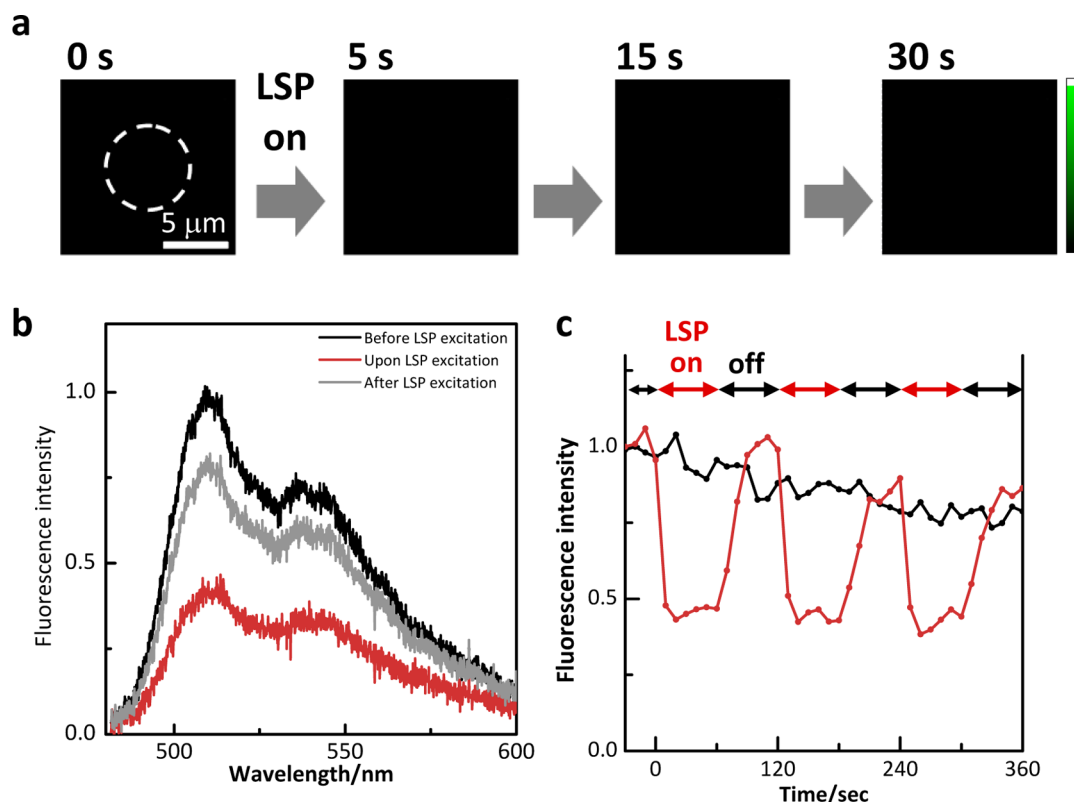 a
0 s
LSP
on
5 s
15 s
30 s
5 μm
b
Before LSP excitation
Upon LSP excitation
After LSP excitation
1.0
0.5
0.0
Fluorescence intensity
500
550
600
Wavelength/nm
c
LSP
on
off
1.0
0.5
0.0
Fluorescence intensity
0
120
240
360
Time/sec